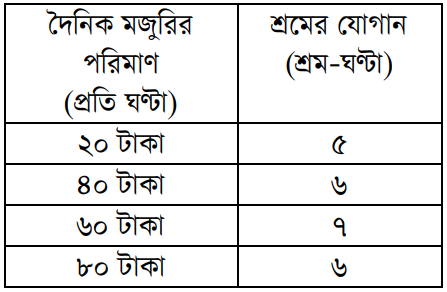 দৈনিক মজুরির পরিমাণ (প্রতি ঘণ্টা)
শ্রমের যোগান (শ্রম-ঘণ্টা)
২০ টাকা ৫
৪০ টাকা ৬
৬০ টাকা ৭
৮০ টাকা ৬